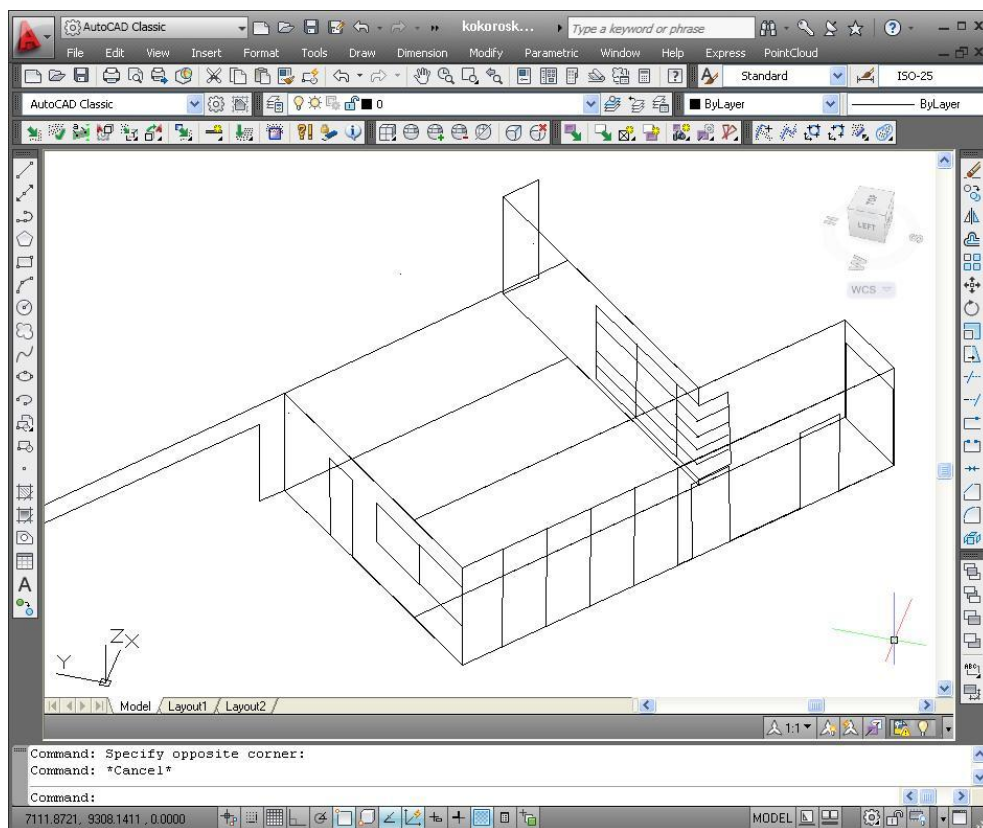 AutoCAD Classic kokorosk... Type a keyword or phrase
File Edit View Insert Format Tools Draw Dimension Modify Parametric Window Help Express PointCloud
Standard ISO-25
AutoCAD Classic 0 ByLayer ByLayer
LEFT
N
W
S
WCS
A
Z
X
Y
Model Layout1 Layout2
1:1
Command: Specify opposite corner:
Command: *Cancel*
Command:
7111.8721, 9308.1411 , 0.0000 MODEL